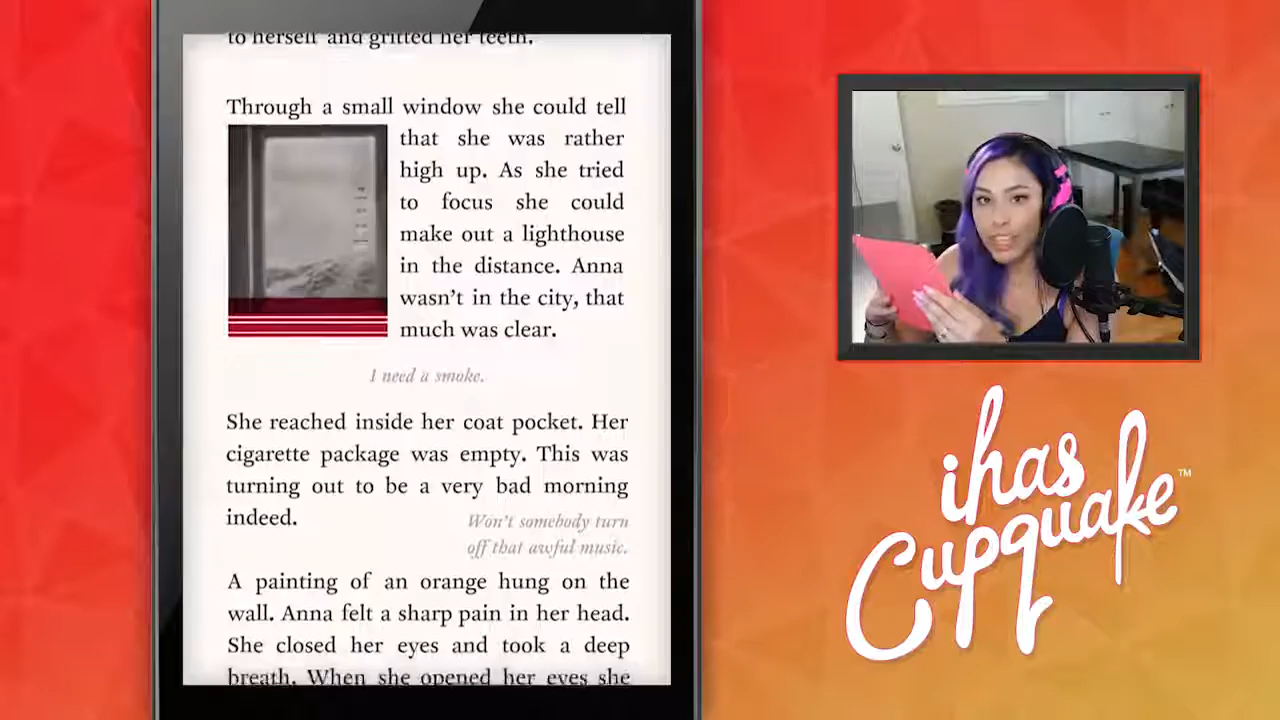 to herself and gritted her teeth.
Through a small window she could tell
that she was rather
high up. As she tried
to focus she could
make out a lighthouse
in the distance. Anna
wasn't in the city, that
much was clear.
I need a smoke.
She reached inside her coat pocket. Her
cigarette package was empty. This was
turning out to be a very bad morning
indeed.
Won't somebody turn
off that awful music.
A painting of an orange hung on the
wall. Anna felt a sharp pain in her head.
She closed her eyes and took a deep
breath. When she opened her eyes she
ihas
Cupquake™